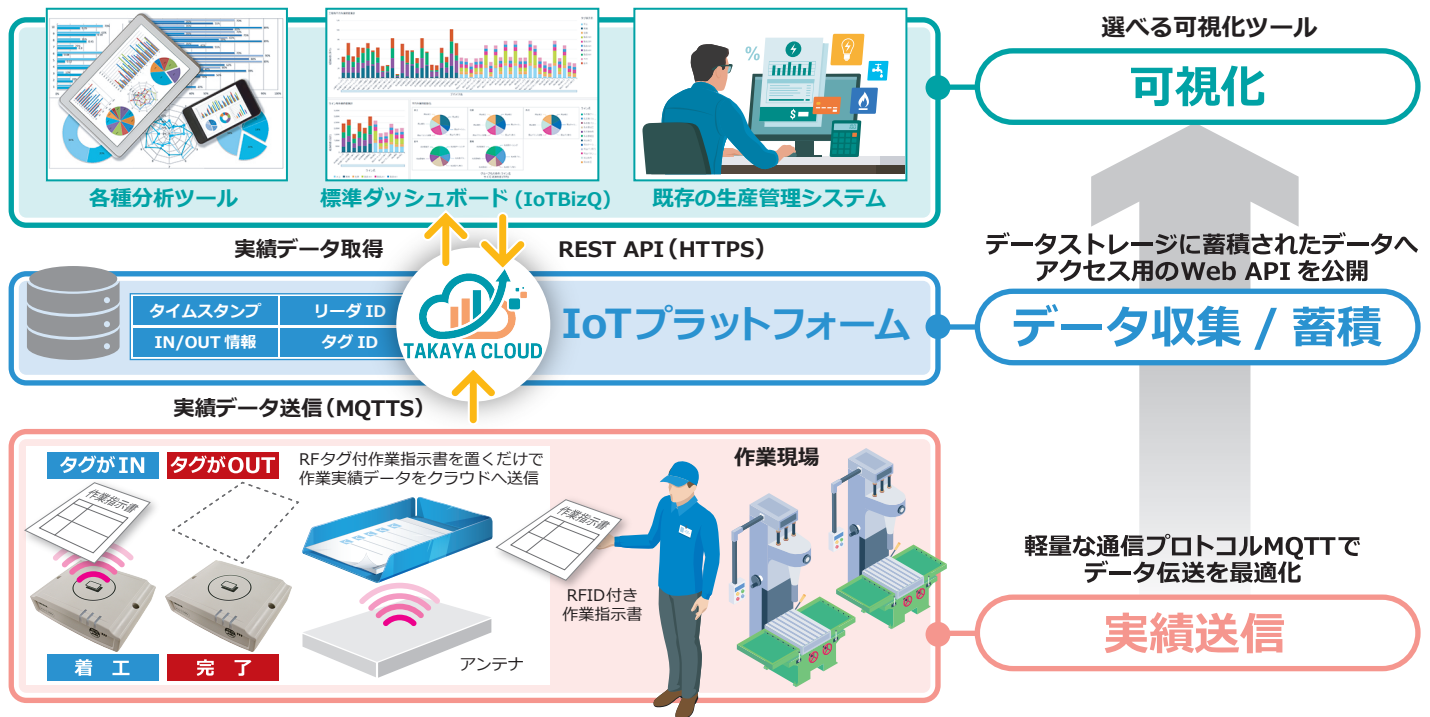 選べる可視化ツール
可視化
各種分析ツール
標準ダッシュボード(IoTBizQ)
既存の生産管理システム
実績データ取得
REST API(HTTPS)
データストレージに蓄積されたデータへ
アクセス用のWeb API を公開
タイムスタンプ
リーダ ID
IN/OUT 情報
タグ ID
TAKAYA CLOUD
IoTプラットフォーム
データ収集 / 蓄積
実績データ送信(MQTTS)
タグが IN
タグが OUT
RFタグ付作業指示書を置くだけで
作業実績データをクラウドへ送信
作業現場
作業指示書
作業指示書
RFID付き
作業指示書
アンテナ
着 工
完 了
軽量な通信プロトコルMQTTで
データ伝送を最適化
実績送信
%
$